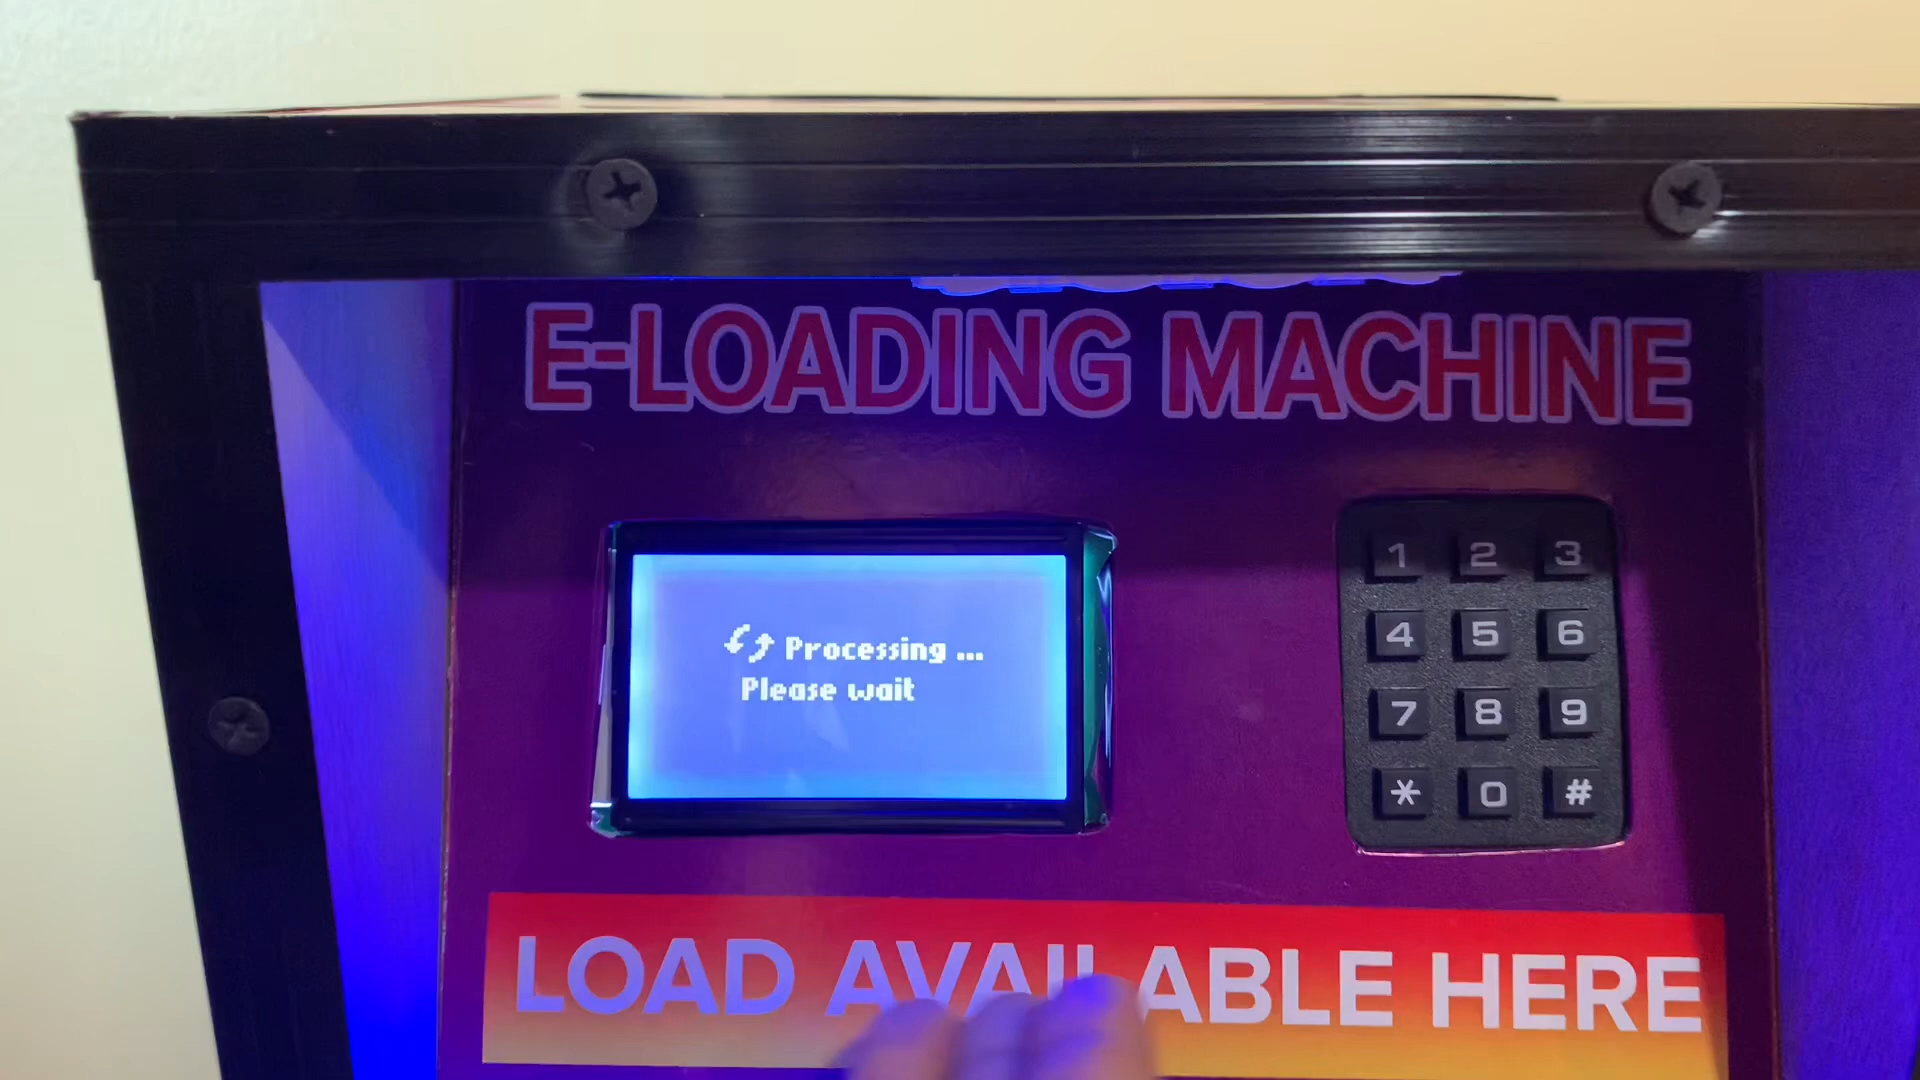 E-LOADING MACHINE
Processing ...
Please wait
1 2 3
4 5 6
7 8 9
* 0 #
LOAD AVAILABLE HERE